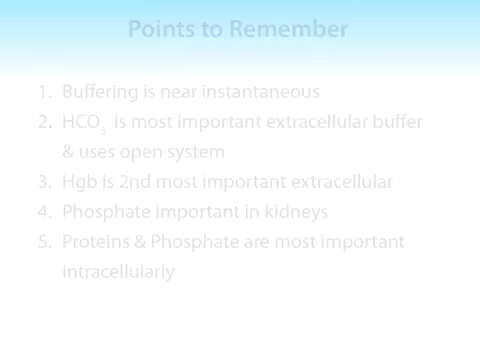 Points to Remember
1. Buffering is near instantaneous
2. HCO3 is most important extracellular buffer
& uses open system
3. Hgb is 2nd most important extracellular
4. Phosphate important in kidneys
5. Proteins & Phosphate are most important
intracellularly